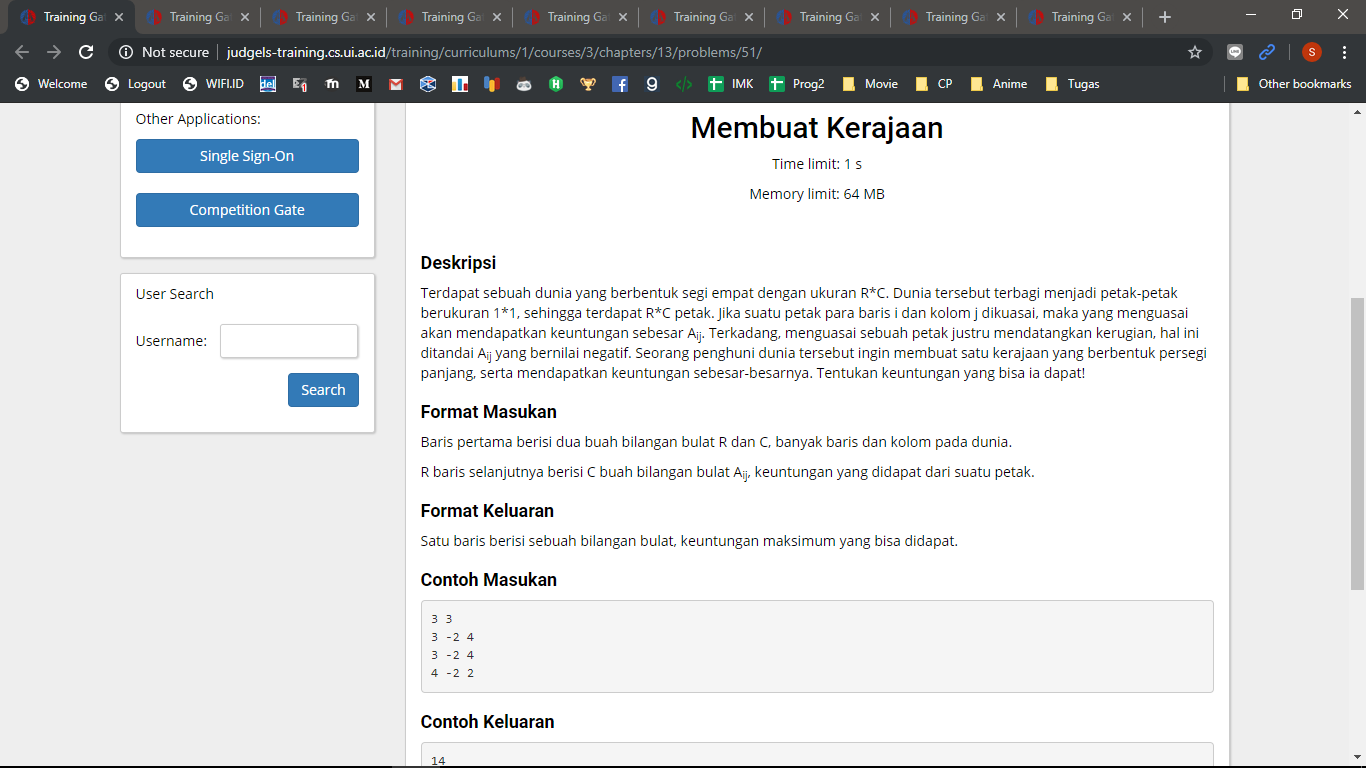 Training Ga Training Ga Training Ga Training Ga Training Ga Training Ga Training Ga Training Ga Training Ga
Not secure judgels-training.cs.ui.ac.id/training/curriculums/1/courses/3/chapters/13/problems/51/
S
Welcome Logout WIFI.ID del m M g IMK Prog2 Movie CP Anime Tugas Other bookmarks
Other Applications:
Single Sign-On
Competition Gate
User Search
Username:
Search
Membuat Kerajaan
Time limit: 1 s
Memory limit: 64 MB
Deskripsi
Terdapat sebuah dunia yang berbentuk segi empat dengan ukuran R*C. Dunia tersebut terbagi menjadi petak-petak
berukuran 1*1, sehingga terdapat R*C petak. Jika suatu petak para baris i dan kolom j dikuasai, maka yang menguasai
akan mendapatkan keuntungan sebesar Aij. Terkadang, menguasai sebuah petak justru mendatangkan kerugian, hal ini
ditandai Aij yang bernilai negatif. Seorang penghuni dunia tersebut ingin membuat satu kerajaan yang berbentuk persegi
panjang, serta mendapatkan keuntungan sebesar-besarnya. Tentukan keuntungan yang bisa ia dapat!
Format Masukan
Baris pertama berisi dua buah bilangan bulat R dan C, banyak baris dan kolom pada dunia.
R baris selanjutnya berisi C buah bilangan bulat Aij, keuntungan yang didapat dari suatu petak.
Format Keluaran
Satu baris berisi sebuah bilangan bulat, keuntungan maksimum yang bisa didapat.
Contoh Masukan
3 3
3 -2 4
3 -2 4
4 -2 2
Contoh Keluaran
14